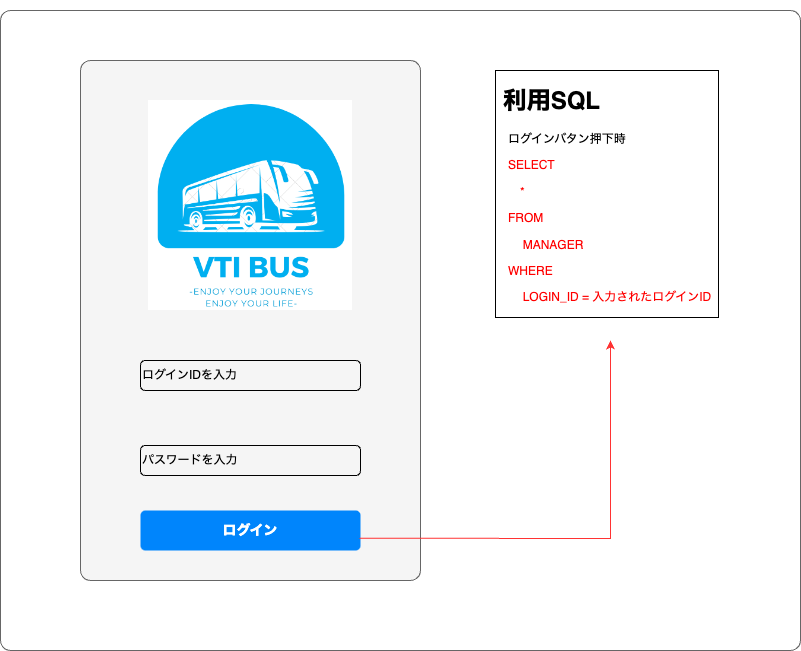 VTI BUS
-ENJOY YOUR JOURNEYS
ENJOY YOUR LIFE-
ログインIDを入力
パスワードを入力
ログイン
利用SQL
ログインバタン押下時
SELECT
*
FROM
MANAGER
WHERE
LOGIN_ID = 入力されたログインID